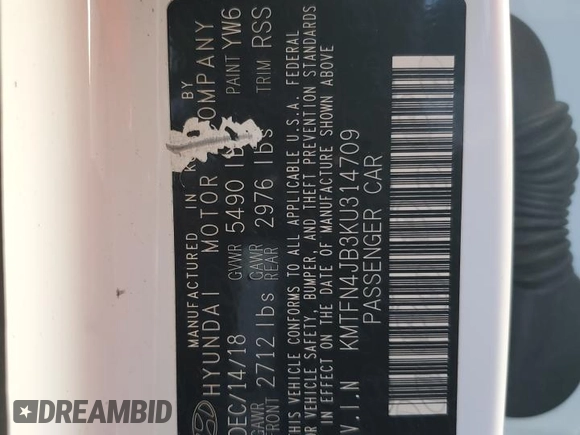 MANUFACTURED IN BY
HYUNDAI MOTOR COMPANY
DEC/14/18 GVWR 5490 PAINT YW6
GAWR FRONT 2712 lbs GAWR REAR 2976 lbs TRIM RSS
THIS VEHICLE CONFORMS TO ALL APPLICABLE U.S.A. FEDERAL
MOTOR VEHICLE SAFETY, BUMPER, AND THEFT PREVENTION STANDARDS
IN EFFECT ON THE DATE OF MANUFACTURE SHOWN ABOVE
V.I.N KMTFN4JB3KU314709
PASSENGER CAR
DREAMBID